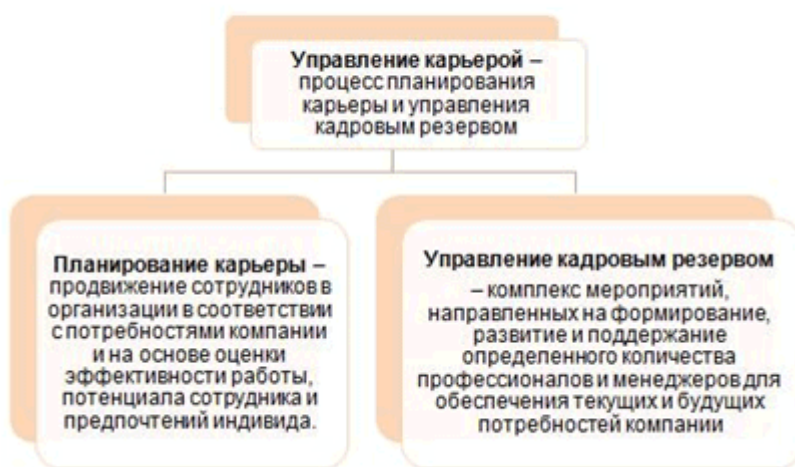 Управление карьерой –
процесс планирования
карьеры и управления
кадровым резервом
Планирование карьеры –
продвижение сотрудников в
организации в соответствии
с потребностями компании
и на основе оценки
эффективности работы,
потенциала сотрудника и
предпочтений индивида.
Управление кадровым резервом
– комплекс мероприятий,
направленных на формирование,
развитие и поддержание
определенного количества
профессионалов и менеджеров для
обеспечения текущих и будущих
потребностей компании